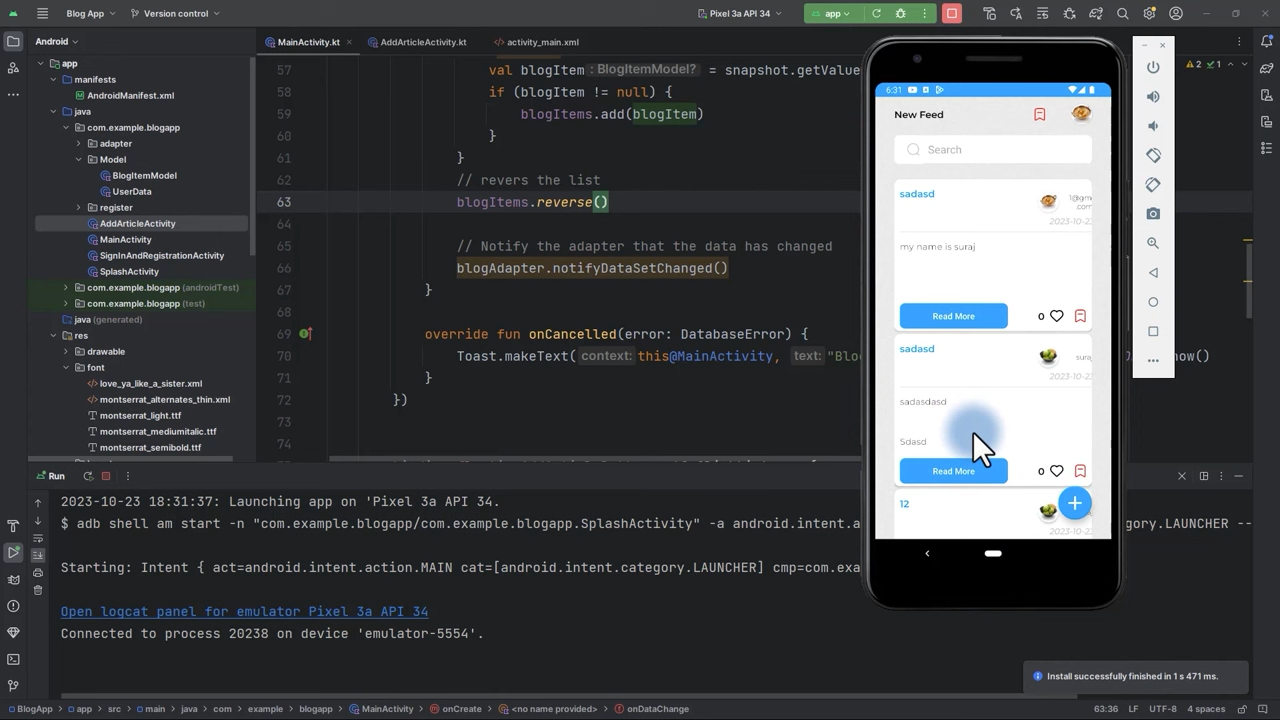 Blog App
Version control
Pixel 3a API 34
app
Android
MainActivity.kt
AddArticleActivity.kt
activity_main.xml
app
manifests
AndroidManifest.xml
java
com.example.blogapp
adapter
Model
BlogItemModel
UserData
register
AddArticleActivity
MainActivity
SignInAndRegistrationActivity
SplashActivity
com.example.blogapp (androidTest)
com.example.blogapp (test)
java (generated)
res
drawable
font
love_ya_like_a_sister.xml
montserrat_alternates_thin.xml
montserrat_light.ttf
montserrat_mediumitalic.ttf
montserrat_semibold.ttf
57 val blogItem : BlogItemModel? = snapshot.getValue
58 if (blogItem != null) {
59 blogItems.add(blogItem)
60 }
61 }
62 // revers the list
63 blogItems.reverse()
64
65 // Notify the adapter that the data has changed
66 blogAdapter.notifyDataSetChanged()
67 }
68
69 override fun onCancelled(error: DatabaseError) {
70 Toast.makeText( context: this@MainActivity, text: "Blo
71 }
72 })
73
74
2 1
6:31
New Feed
Search
sadasd
1@gm
com
2023-10-23
my name is suraj
Read More
0
sadasd
suraj
2023-10-23
sadasdasd
Sdasd
Read More
0
12
2023-10-23
Run
2023-10-23 18:31:37: Launching app on 'Pixel 3a API 34.
$ adb shell am start -n "com.example.blogapp/com.example.blogapp.SplashActivity" -a android.intent.a
category.LAUNCHER --
Starting: Intent { act=android.intent.action.MAIN cat=[android.intent.category.LAUNCHER] cmp=com.exa
Open logcat panel for emulator Pixel 3a API 34
Connected to process 20238 on device 'emulator-5554'.
Install successfully finished in 1 s 471 ms.
BlogApp app src main java com example blogapp MainActivity onCreate <no name provided> onDataChange
63:36 LF UTF-8 4 spaces